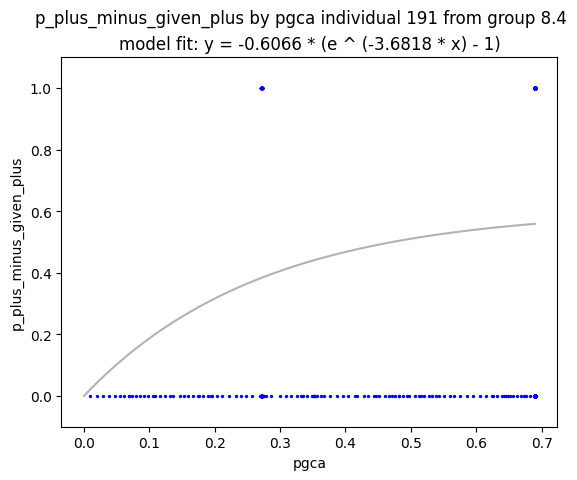 p_plus_minus_given_plus by pgca individual 191 from group 8.4
model fit: y = -0.6066 * (e ^ (-3.6818 * x) - 1)
1.0
0.8
0.6
0.4
0.2
0.0
p_plus_minus_given_plus
0.0 0.1 0.2 0.3 0.4 0.5 0.6 0.7
pgca